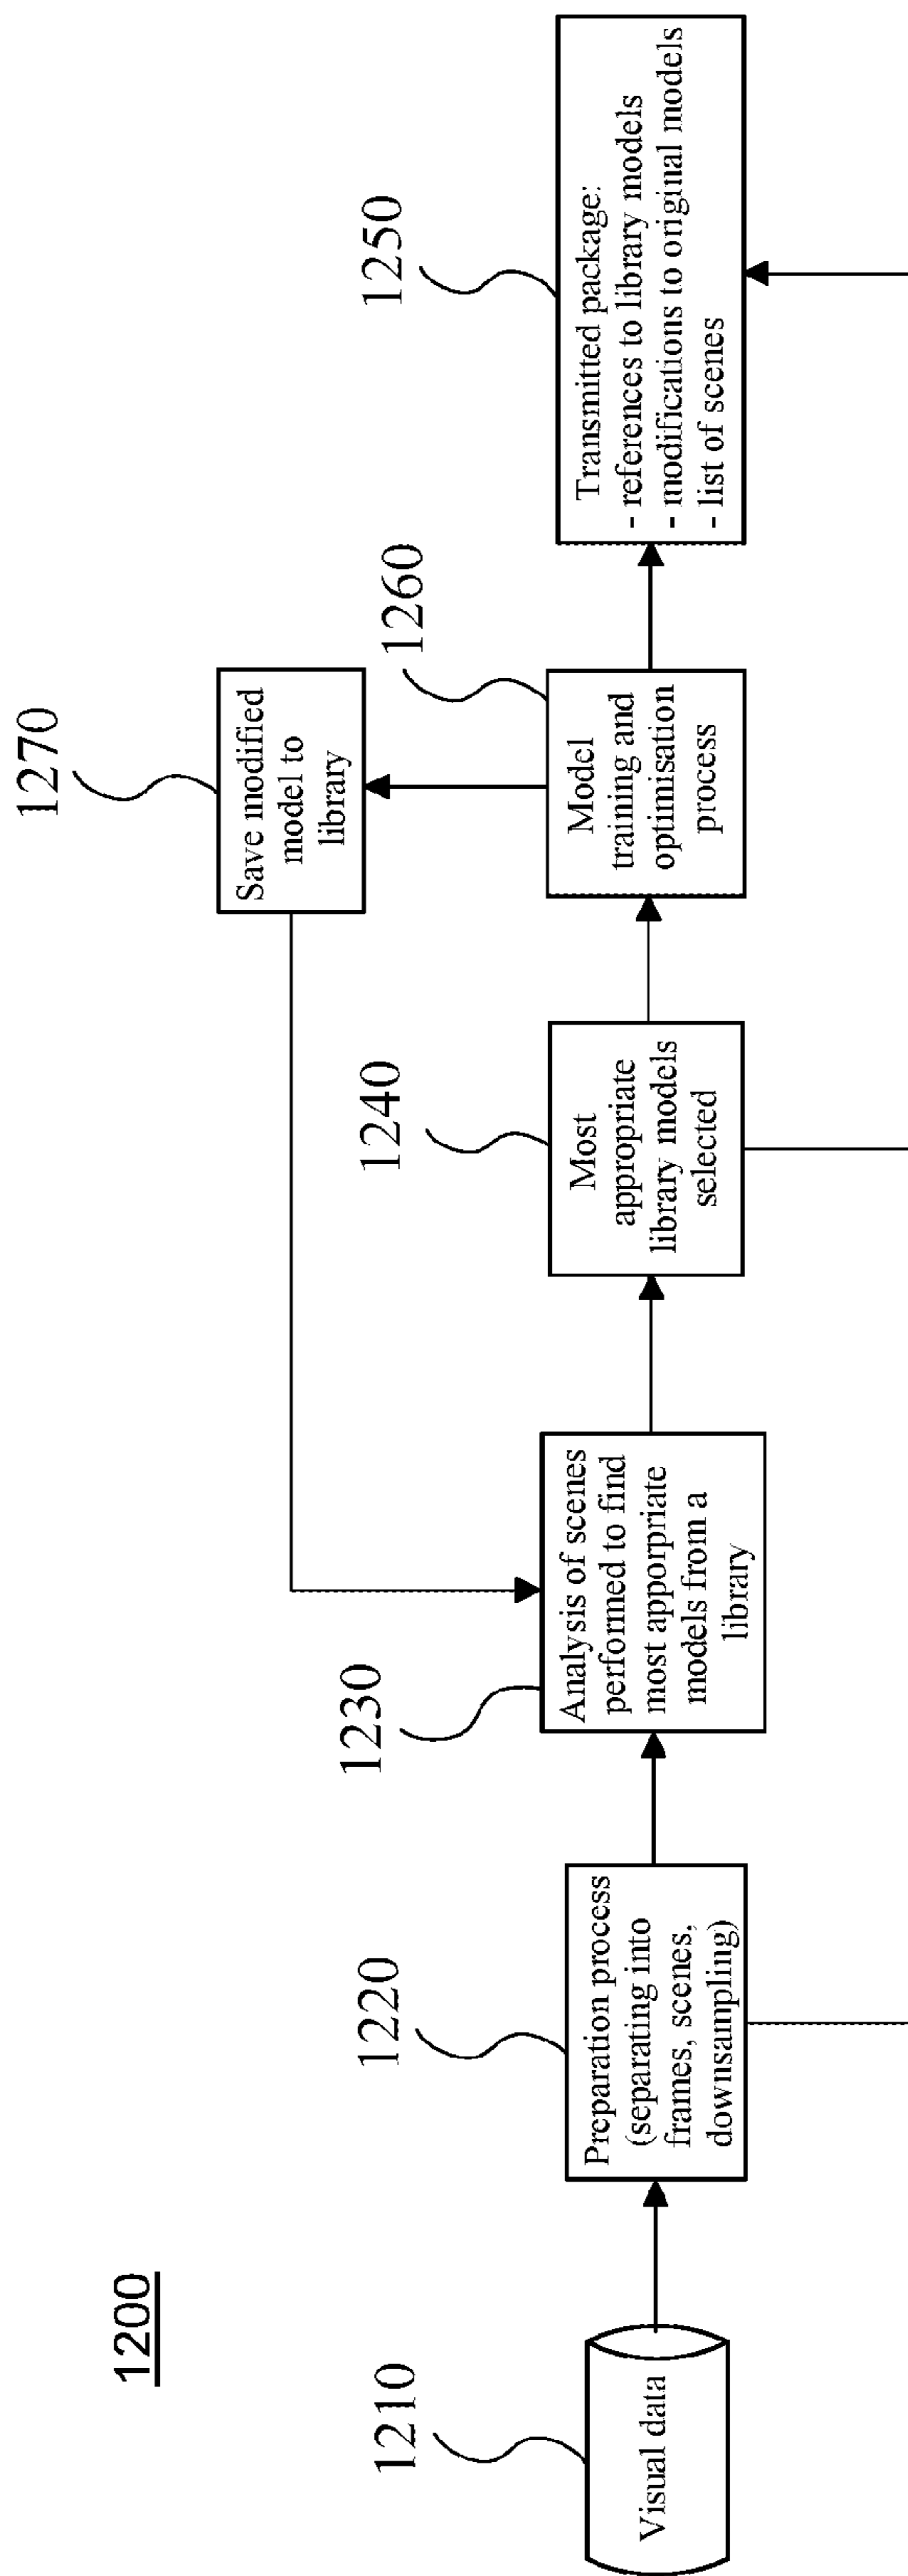 1200
1210
Visual data
1220
Preparation process
(separating into
frames, scenes,
downsampling)
1230
Analysis of scenes
performed to find
most apporpriate
models from a
library
1240
Most
appropriate
library models
selected
1270
Save modified
model to
library
1260
Model
training and
optimisation
process
1250
Transmitted package:
- references to library models
- modifications to original models
- list of scenes